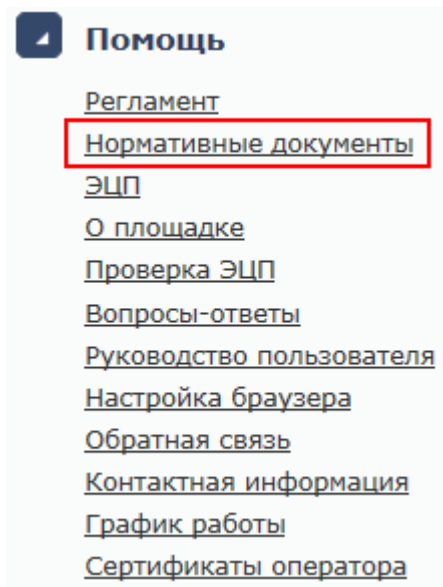 Помощь
Регламент
Нормативные документы
ЭЦП
О площадке
Проверка ЭЦП
Вопросы-ответы
Руководство пользователя
Настройка браузера
Обратная связь
Контактная информация
График работы
Сертификаты оператора